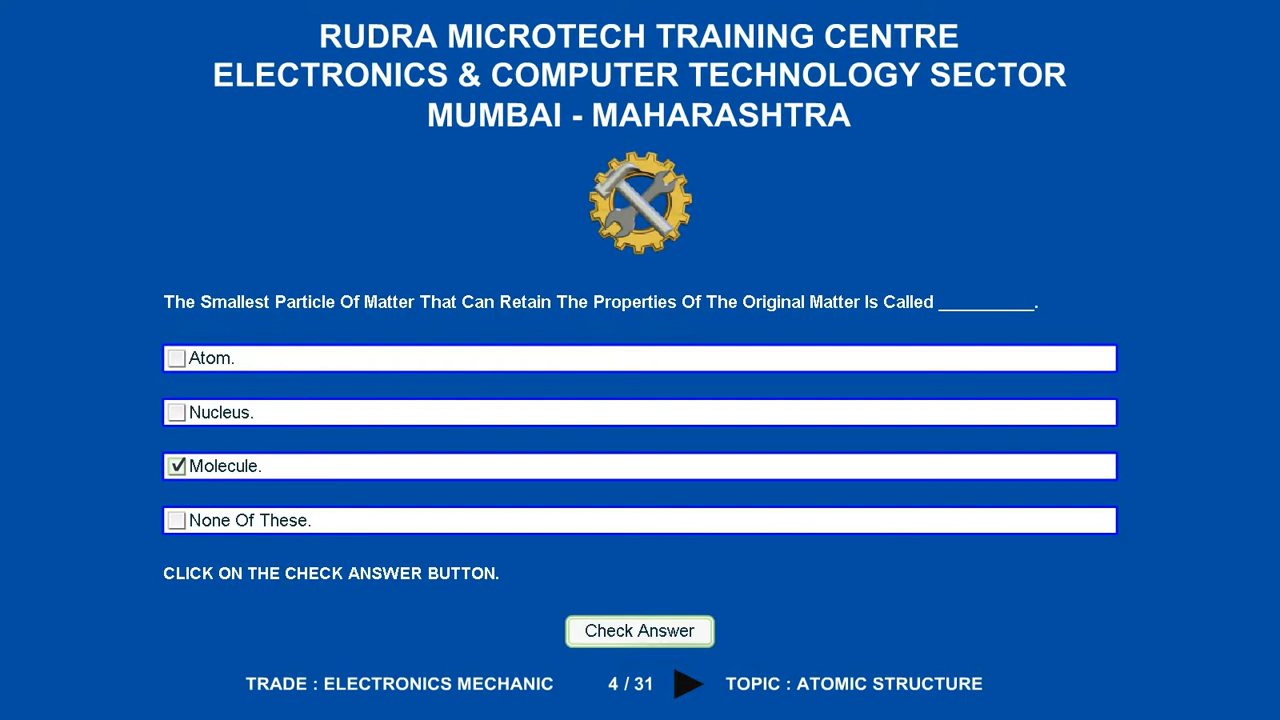 RUDRA MICROTECH TRAINING CENTRE
ELECTRONICS & COMPUTER TECHNOLOGY SECTOR
MUMBAI - MAHARASHTRA
The Smallest Particle Of Matter That Can Retain The Properties Of The Original Matter Is Called __________.
Atom.
Nucleus.
Molecule.
None Of These.
CLICK ON THE CHECK ANSWER BUTTON.
Check Answer
TRADE : ELECTRONICS MECHANIC 4 / 31 TOPIC : ATOMIC STRUCTURE